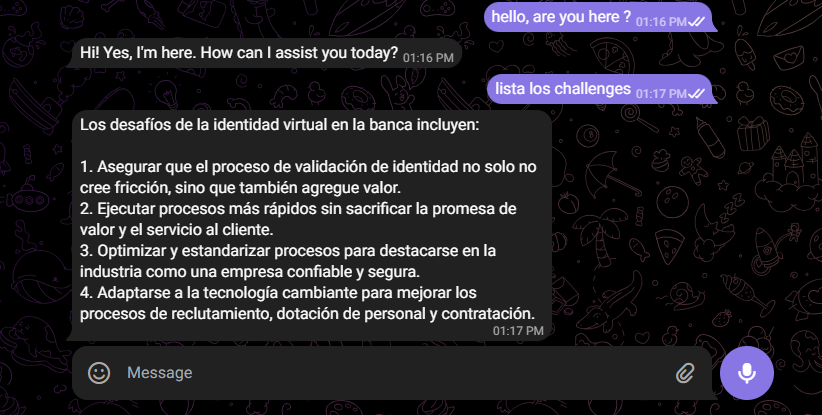 hello, are you here ? 01:16 PM
Hi! Yes, I'm here. How can I assist you today? 01:16 PM
lista los challenges 01:17 PM
Los desafíos de la identidad virtual en la banca incluyen:
1. Asegurar que el proceso de validación de identidad no solo no
cree fricción, sino que también agregue valor.
2. Ejecutar procesos más rápidos sin sacrificar la promesa de
valor y el servicio al cliente.
3. Optimizar y estandarizar procesos para destacarse en la
industria como una empresa confiable y segura.
4. Adaptarse a la tecnología cambiante para mejorar los
procesos de reclutamiento, dotación de personal y contratación.
01:17 PM
Message